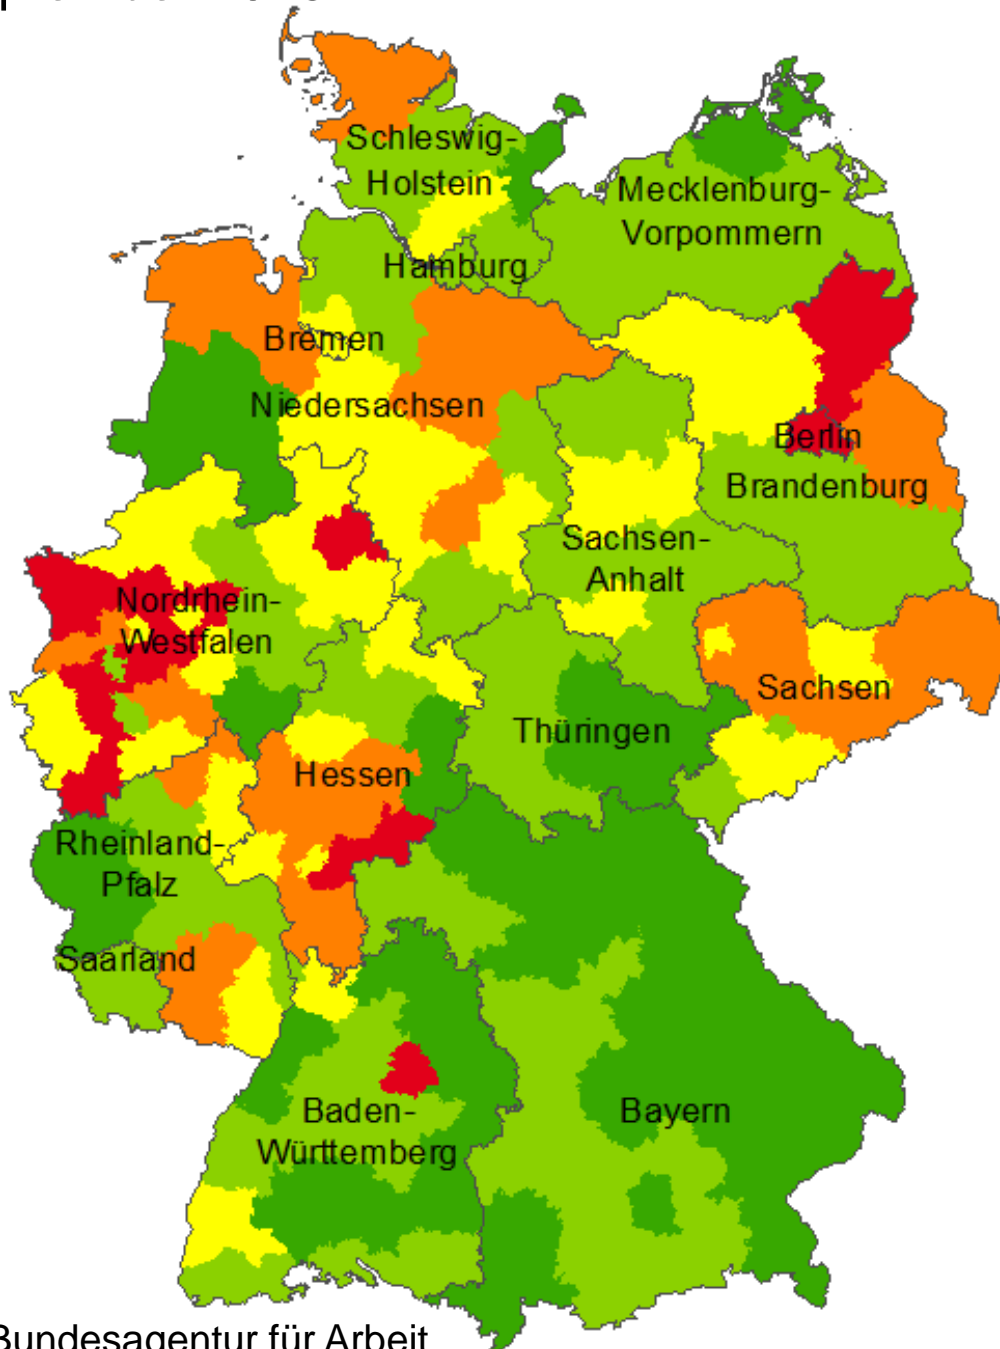 Schleswig-
Holstein
Mecklenburg-
Vorpommern
Hamburg
Bremen
Niedersachsen
Berlin
Brandenburg
Sachsen-
Anhalt
Nordrhein-
Westfalen
Sachsen
Thüringen
Hessen
Rheinland-
Pfalz
Saarland
Baden-
Württemberg
Bayern
Bundesagentur für Arbeit